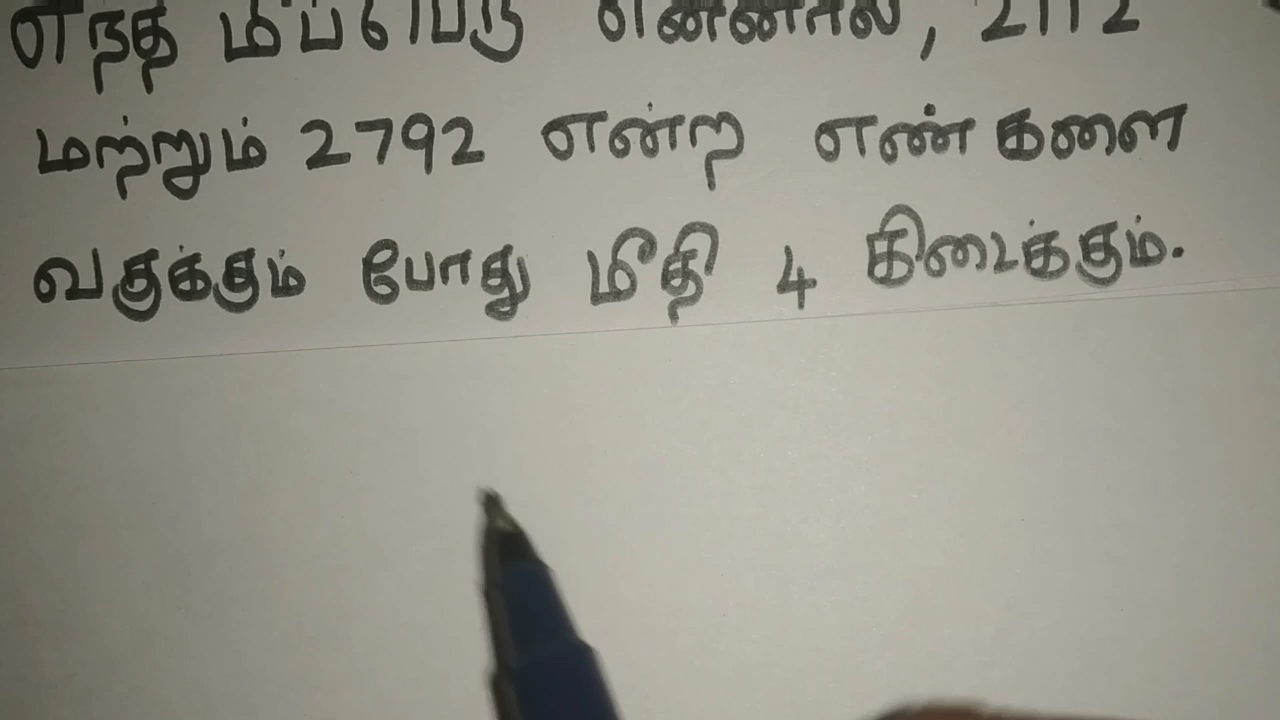 எந்த மீப்பெரு எண்ணால், 2112
மற்றும் 2792 என்ற எண்களை
வகுக்கும் போது மீதி 4 கிடைக்கும்.